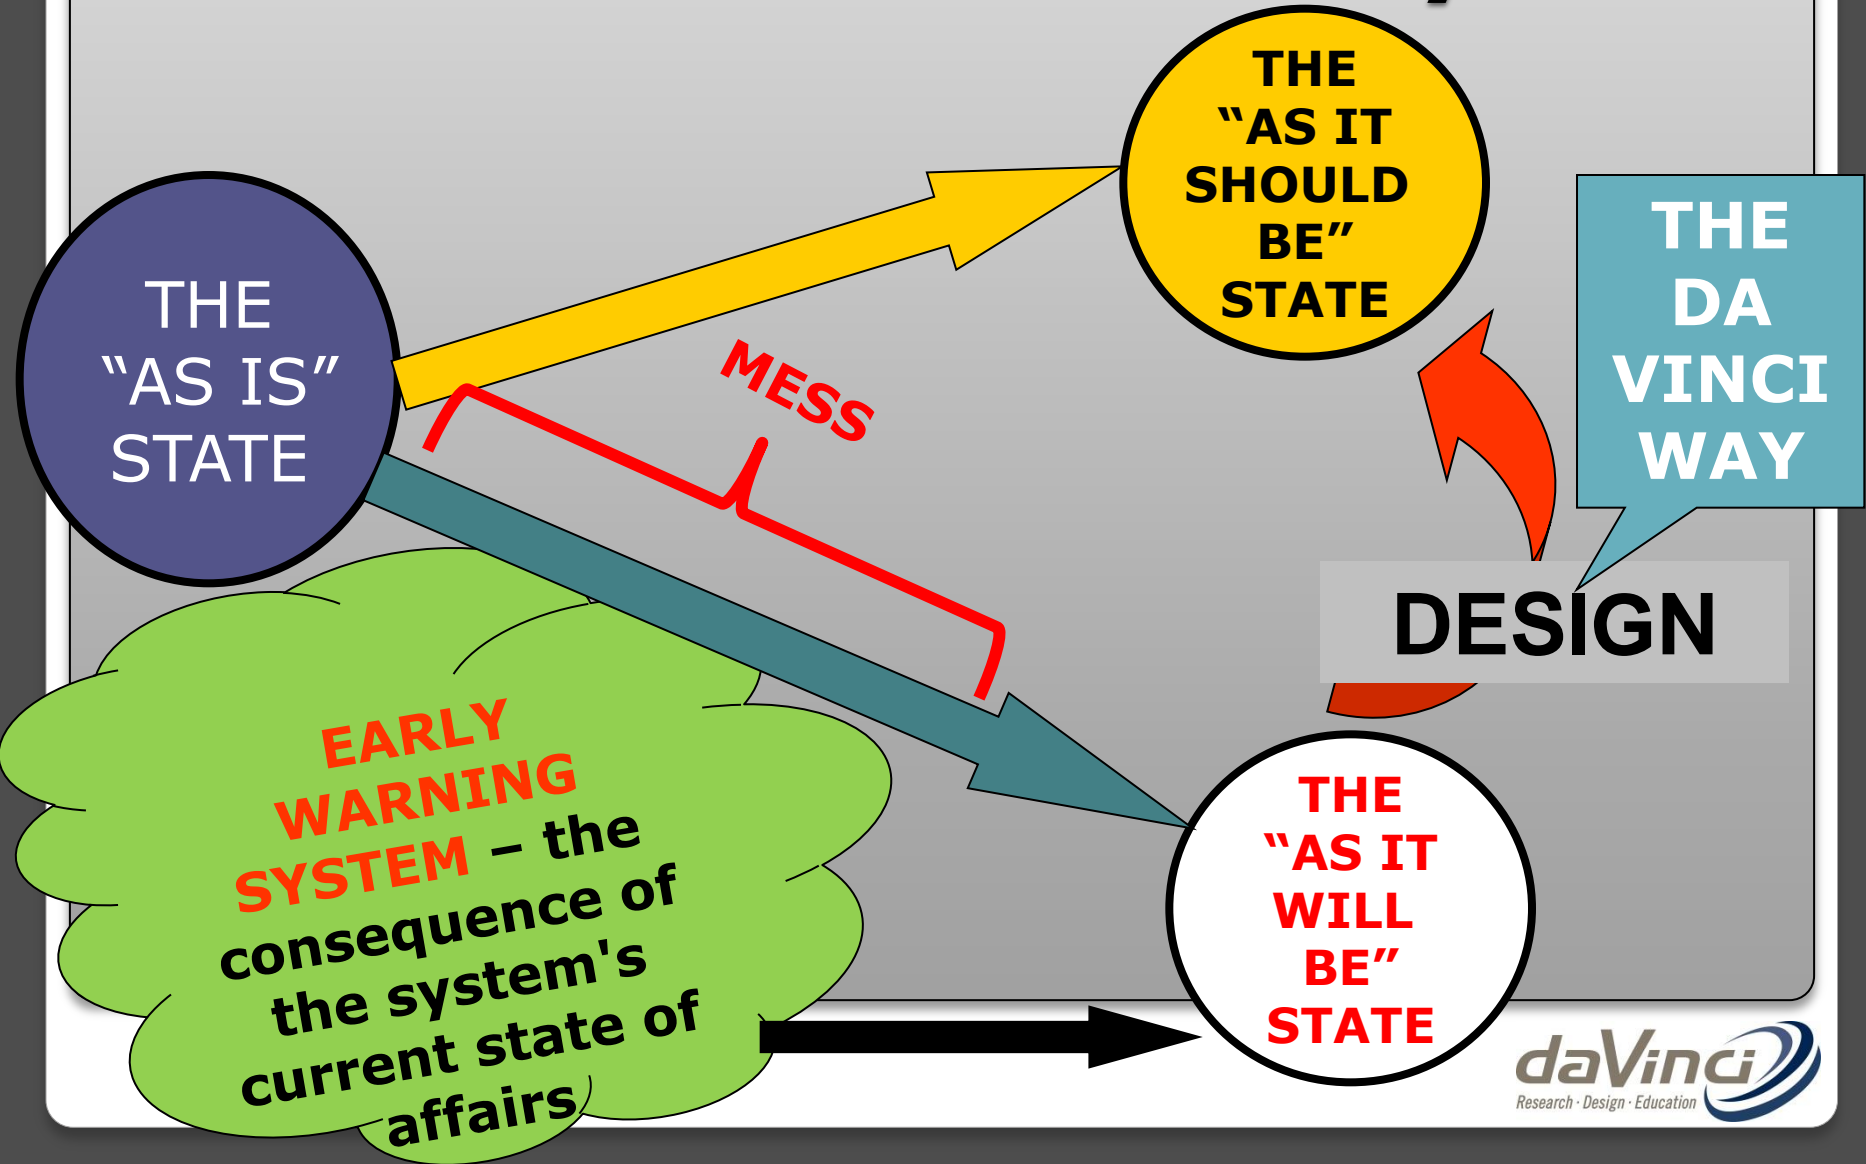 THE
“AS IT
SHOULD
BE”
STATE
THE
“AS IS”
STATE
THE
DA
VINCI
WAY
MESS
DESIGN
EARLY
WARNING
SYSTEM – the
consequence of
the system's
current state of
affairs
THE
“AS IT
WILL
BE”
STATE
daVinci
Research · Design · Education